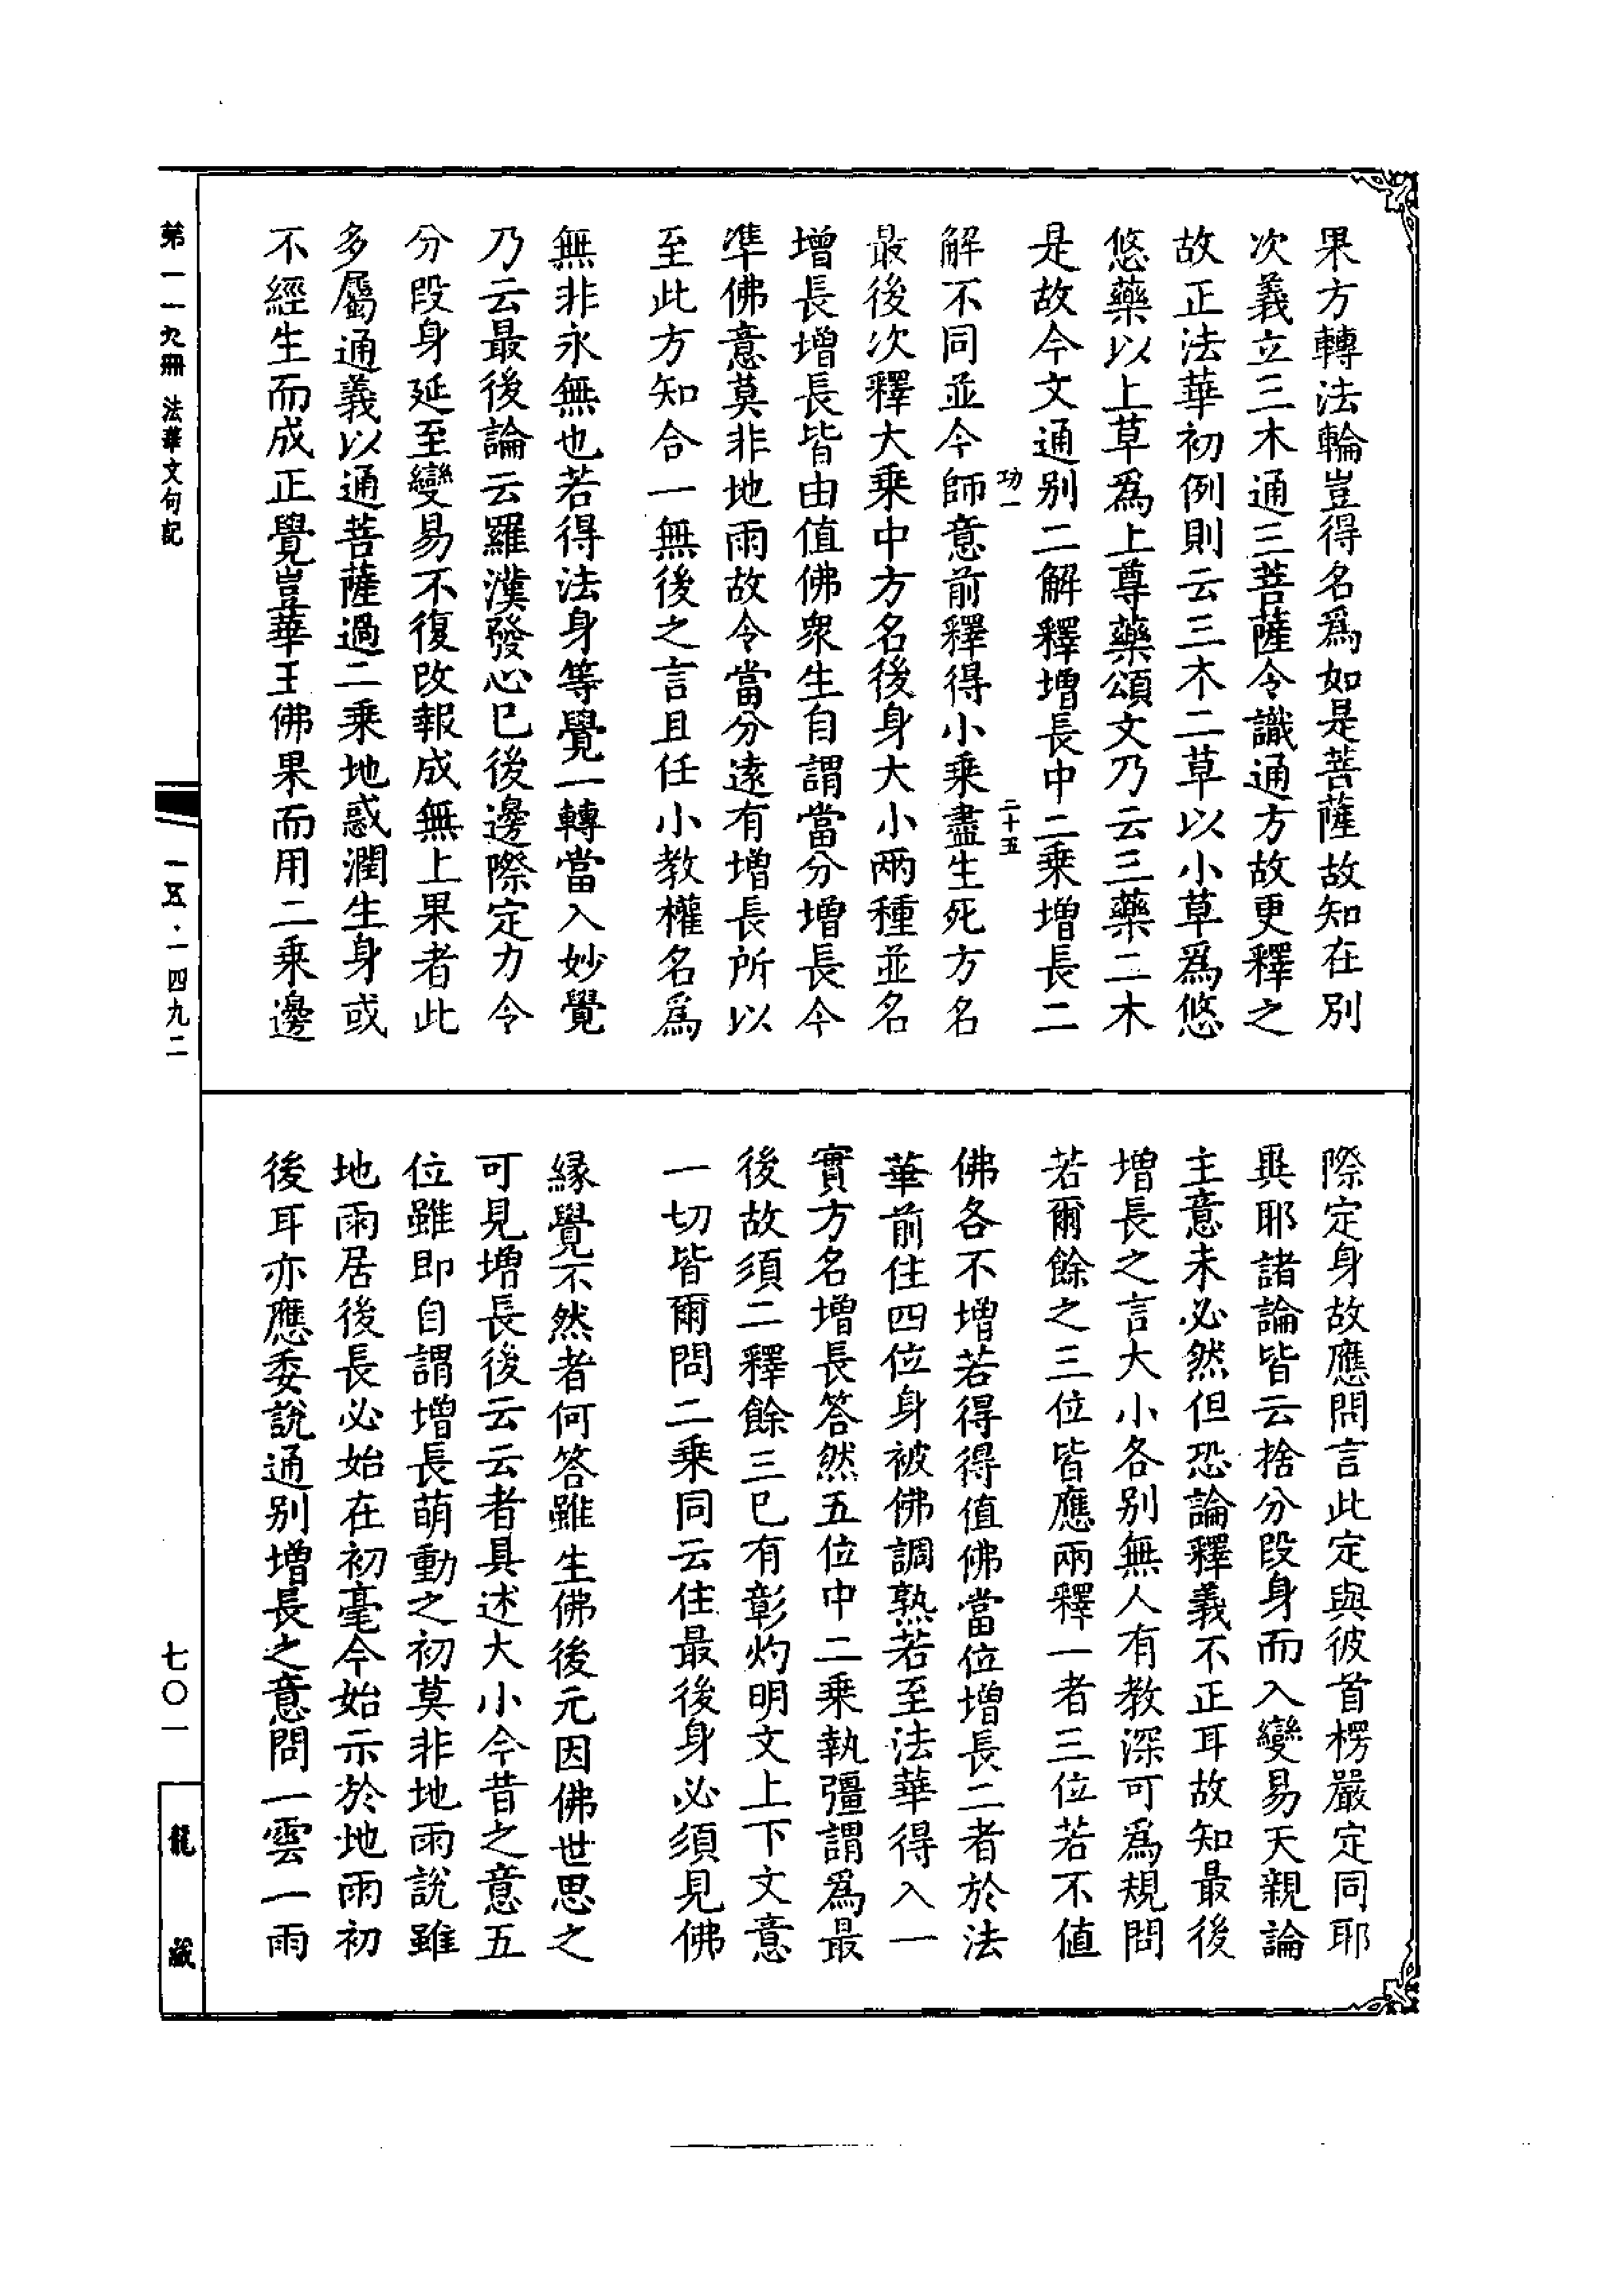 果方轉法輪豈得名爲如是菩薩故知在別
次義立三木通三菩薩令識通方故更釋之
故正法華初例則云三木二草以小草爲悠
悠藥以上草爲上尊藥頌文乃云三藥二木
是故今文通別二解釋增長中二乘增長二
功一
二十五
解不同並今師意前釋得小乘盡生死方名
最後次釋大乘中方名後身大小兩種並名
增長增長皆由值佛衆生自謂當分增長今
準佛意莫非地雨故令當分遠有增長所以
至此方知合一無後之言且任小教權名爲
無非永無也若得法身等覺一轉當入妙覺
乃云最後論云羅漢發心已後邊際定力令
分段身延至變易不復改報成無上果者此
多屬通義以通菩薩過二乘地惑潤生身或
不經生而成正覺豈華王佛果而用二乘邊
際定身故應問言此定與彼首楞嚴定同耶
異耶諸論皆云捨分段身而入變易天親論
主意未必然但恐論釋義不正耳故知最後
增長之言大小各別無人有教深可爲規問
若爾餘之三位皆應兩釋一者三位若不值
佛各不增若得得值佛當位增長二者於法
華前住四位身被佛調熟若至法華得入一
實方名增長答然五位中二乘執彊謂爲最
後故須二釋餘三已有彰灼明文上下文意
一切皆爾問二乘同云住最後身必須見佛
緣覺不然者何答雖生佛後元因佛世思之
可見增長後云云者具述大小今昔之意五
位雖即自謂增長萌動之初莫非地雨說雖
地雨居後長必始在初毫今始示於地雨初
後耳亦應委說通別增長之意問一雲一雨
第一一九冊 法華文句記
一五·一四九二
七〇一
龍藏